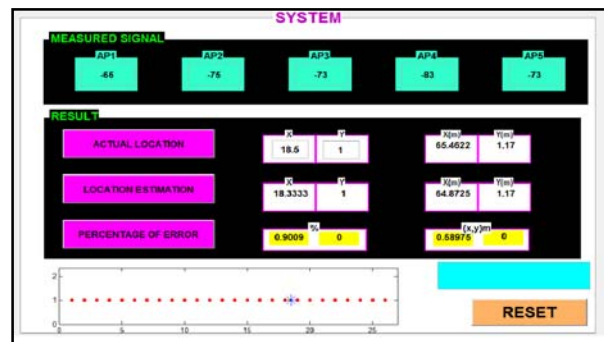 SYSTEM
MEASURED SIGNAL
AP1 AP2 AP3 AP4 AP5
-66 -75 -73 -83 -73
RESULT
X Y X(m) Y(m)
ACTUAL LOCATION 18.5 1 65.4622 1.17
X Y X(m) Y(m)
LOCATION ESTIMATION 18.3333 1 64.8725 1.17
% (x,y)m
PERCENTAGE OF ERROR 0.9009 0 0.58975 0
2
1
0
0 5 10 15 20 25
RESET